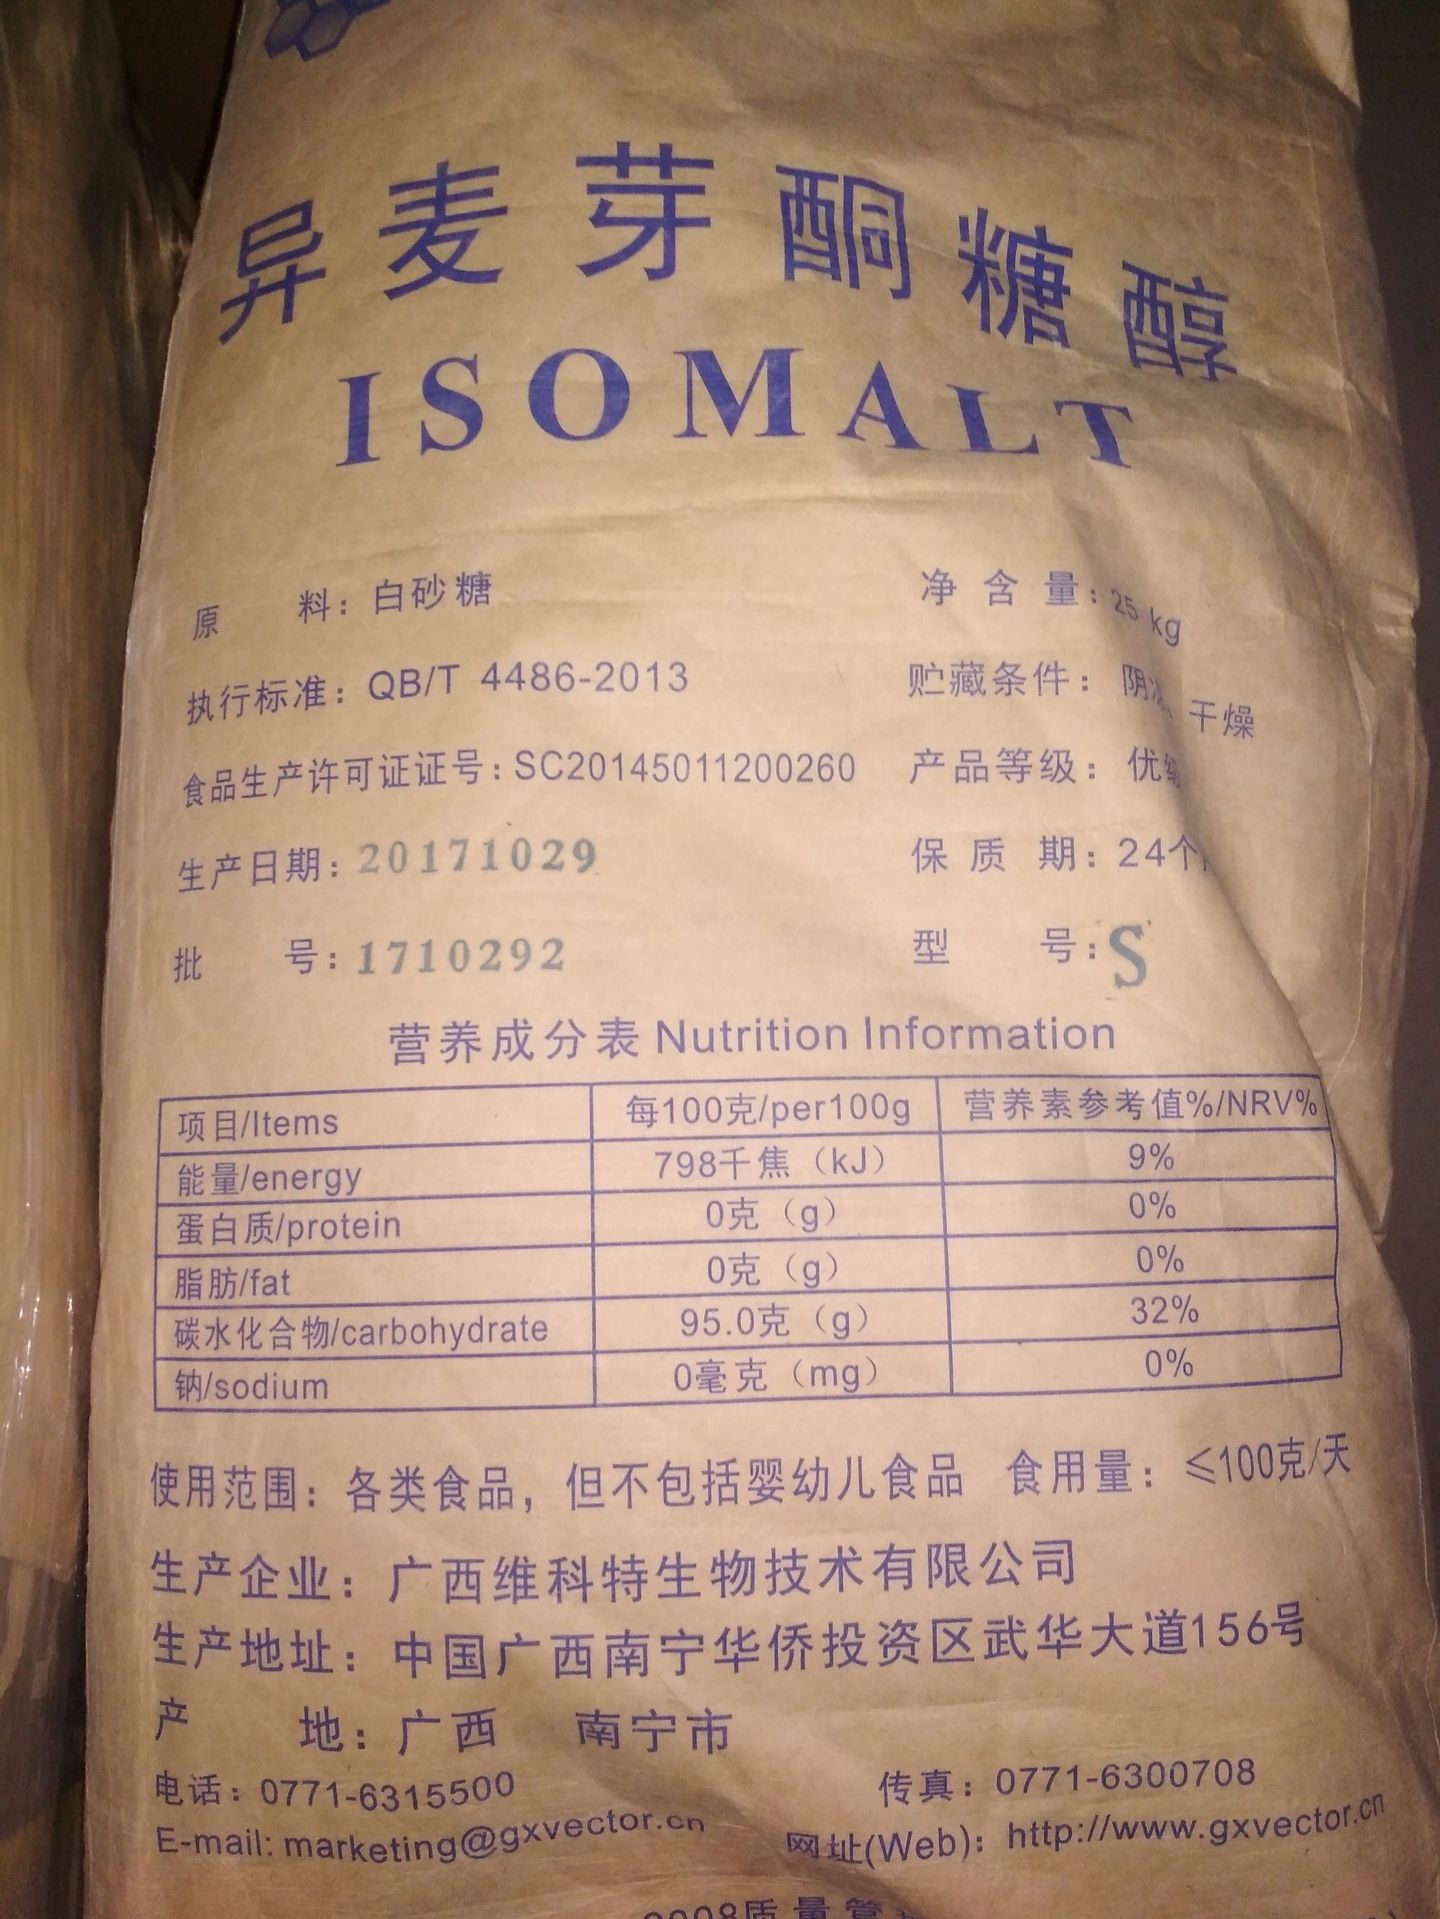 异麦芽酮糖醇
ISOMALT
原 料：白砂糖 净含量：25kg
执行标准：QB/T 4486-2013 贮藏条件：阴 、干燥
食品生产许可证证号：SC20145011200260 产品等级：优级
生产日期：20171029 保质期：24个
批 号：1710292 型 号：S
营养成分表 Nutrition Information
项目/Items 每100克/per100g 营养素参考值%/NRV%
能量/energy 798千焦（kJ） 9%
蛋白质/protein 0克（g） 0%
脂肪/fat 0克（g） 0%
碳水化合物/carbohydrate 95.0克（g） 32%
钠/sodium 0毫克（mg） 0%
使用范围：各类食品，但不包括婴幼儿食品 食用量：≤100克/天
生产企业：广西维科特生物技术有限公司
生产地址：中国广西南宁华侨投资区武华大道156号
产 地：广西 南宁市
电话：0771-6315500 传真：0771-6300708
E-mail: marketing@gxvector.cn 网址(Web)：http://www.gxvector.cn
2008质量管